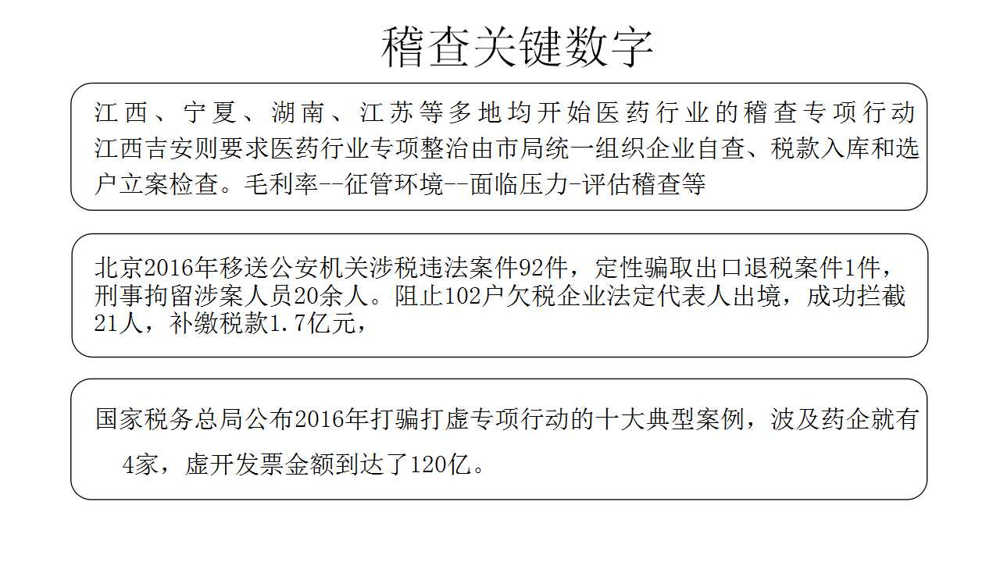 稽查关键数字
江西、宁夏、湖南、江苏等多地均开始医药行业的稽查专项行动
江西吉安则要求医药行业专项整治由市局统一组织企业自查、税款入库和选
户立案检查。毛利率--征管环境--面临压力-评估稽查等
北京2016年移送公安机关涉税违法案件92件，定性骗取出口退税案件1件，
刑事拘留涉案人员20余人。阻止102户欠税企业法定代表人出境，成功拦截
21人，补缴税款1.7亿元，
国家税务总局公布2016年打骗打虚专项行动的十大典型案例，波及药企就有
4家，虚开发票金额到达了120亿。